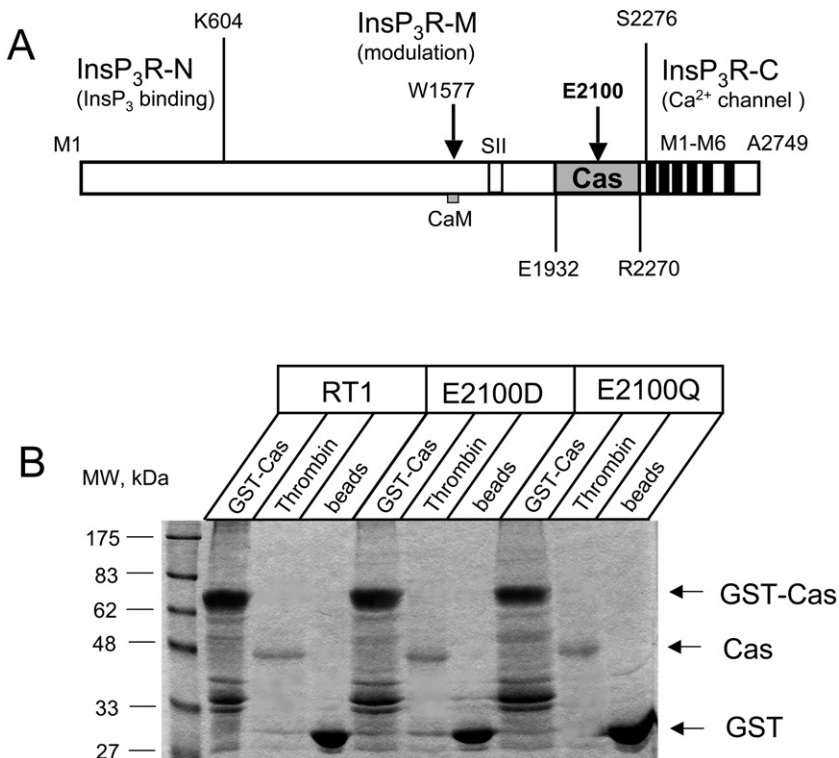 A
K604
InsP₃R-M
(modulation)
S2276
InsP₃R-N
(InsP₃ binding)
W1577
E2100
InsP₃R-C
(Ca²⁺ channel )
M1
SII
M1-M6
A2749
Cas
CaM
E1932
R2270
B
RT1
E2100D
E2100Q
MW, kDa
GST-Cas
Thrombin
beads
GST-Cas
Thrombin
beads
GST-Cas
Thrombin
beads
175
83
62
48
33
27
GST-Cas
Cas
GST